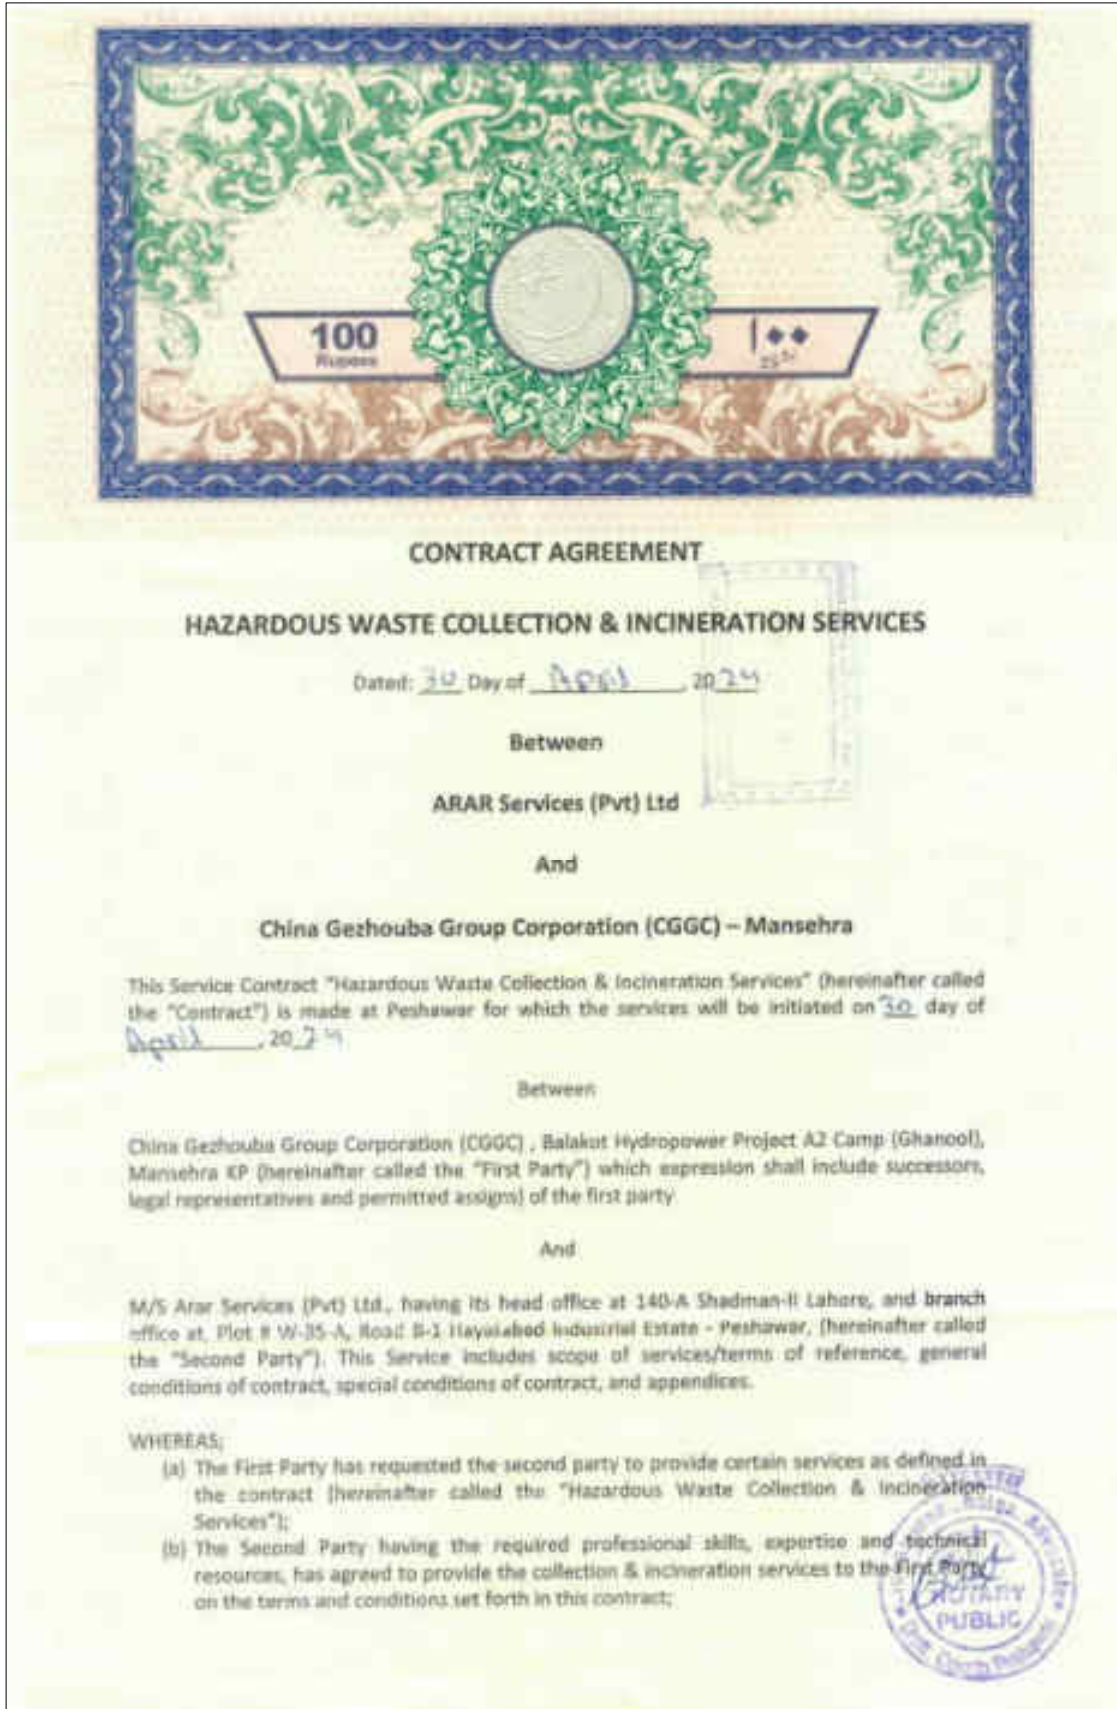 100
Rupees
۱۰۰
CONTRACT AGREEMENT
HAZARDOUS WASTE COLLECTION & INCINERATION SERVICES
Dated: 30 Day of April, 2024
Between
ARAR Services (Pvt) Ltd
And
China Gezhouba Group Corporation (CGGC) – Mansehra
This Service Contract "Hazardous Waste Collection & Incineration Services" (hereinafter called
the "Contract") is made at Peshawar for which the services will be initiated on 30 day of
April, 2024
Between
China Gezhouba Group Corporation (CGGC) , Balakot Hydropower Project A2 Camp (Ghanool),
Mansehra KP (hereinafter called the "First Party") which expression shall include successors,
legal representatives and permitted assigns) of the first party
And
M/S Arar Services (Pvt) Ltd., having its head office at 140-A Shadman-II Lahore, and branch
office at, Plot # W-35-A, Road B-1 Hayatabad Industrial Estate - Peshawar, (hereinafter called
the "Second Party"). This Service includes scope of services/terms of reference, general
conditions of contract, special conditions of contract, and appendices.
WHEREAS;
(a) The First Party has requested the second party to provide certain services as defined in
the contract (hereinafter called the "Hazardous Waste Collection & Incineration
Services");
(b) The Second Party having the required professional skills, expertise and technical
resources, has agreed to provide the collection & incineration services to the First Party
on the terms and conditions set forth in this contract;
NOTARY
PUBLIC